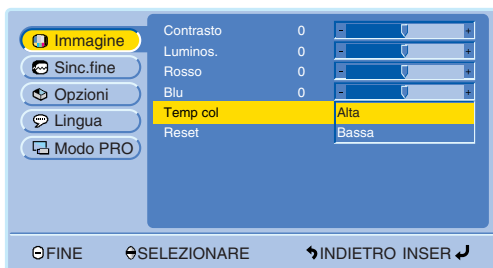 Immagine
Sinc.fine
Opzioni
Lingua
Modo PRO
Contrasto 0 - +
Luminos. 0 - +
Rosso 0 - +
Blu 0 - +
Temp col Alta
Reset Bassa
FINE SELEZIONARE INDIETRO INSER